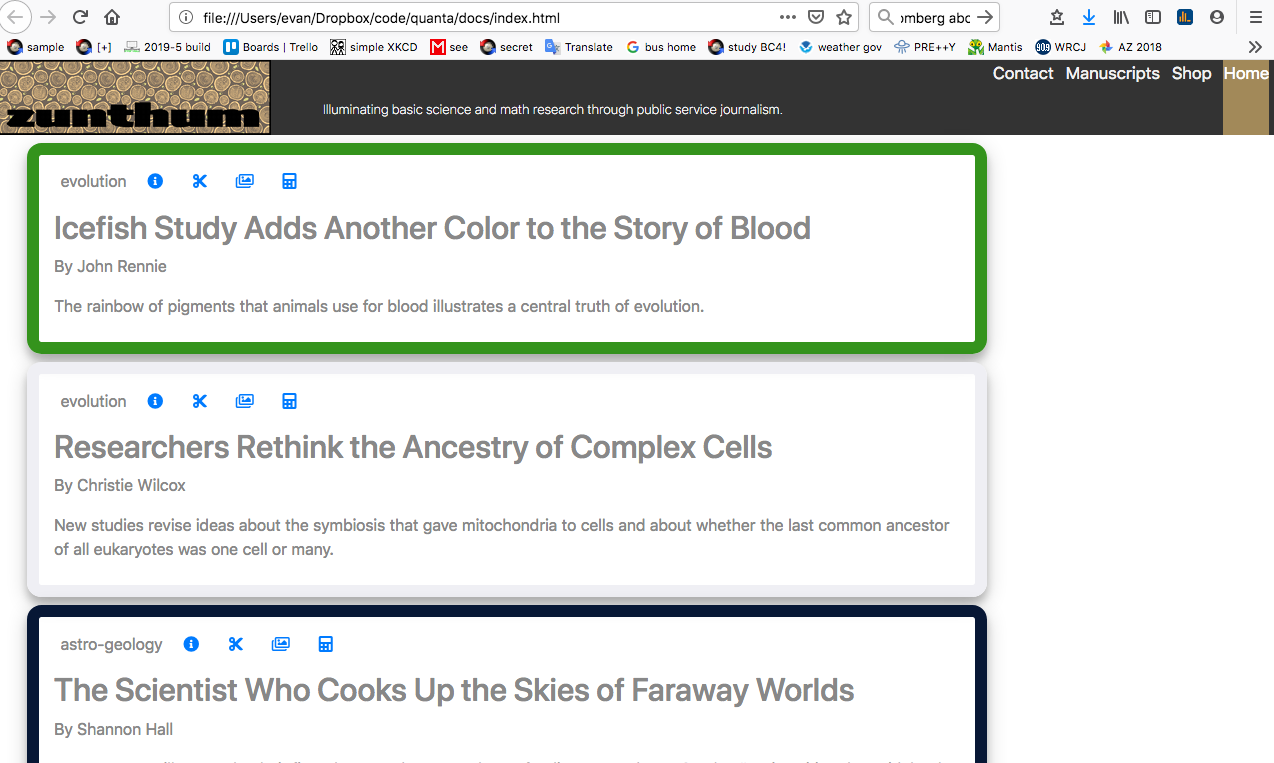 file:///Users/evan/Dropbox/code/quanta/docs/index.html
omberg abc
sample [+] 2019-5 build Boards | Trello simple XKCD see secret Translate bus home study BC4! weather gov PRE++Y Mantis WRCJ AZ 2018
zunthum
Contact Manuscripts Shop Home
Illuminating basic science and math research through public service journalism.
evolution
Icefish Study Adds Another Color to the Story of Blood
By John Rennie
The rainbow of pigments that animals use for blood illustrates a central truth of evolution.
evolution
Researchers Rethink the Ancestry of Complex Cells
By Christie Wilcox
New studies revise ideas about the symbiosis that gave mitochondria to cells and about whether the last common ancestor
of all eukaryotes was one cell or many.
astro-geology
The Scientist Who Cooks Up the Skies of Faraway Worlds
By Shannon Hall